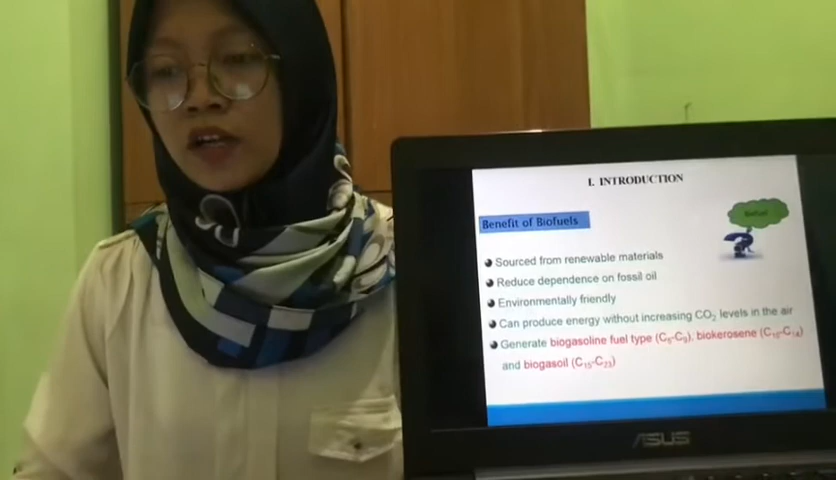 I. INTRODUCTION
Benefit of Biofuels
Biofuel
Sourced from renewable materials
Reduce dependence on fossil oil
Environmentally friendly
Can produce energy without increasing CO₂ levels in the air
Generate biogasoline fuel type (C₅-C₉), biokerosene (C₁₀-C₁₄)
and biogasoil (C₁₅-C₂₃)
ASUS